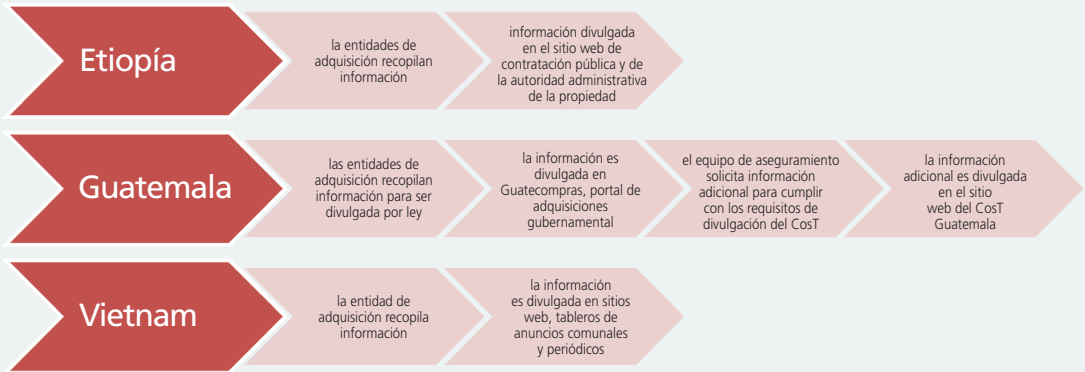 Etiopía
la entidades de
adquisición recopilan
información
información divulgada
en el sitio web de
contratación pública y de
la autoridad administrativa
de la propiedad
Guatemala
las entidades de
adquisición recopilan
información para ser
divulgada por ley
la información es
divulgada en
Guatecompras, portal de
adquisiciones
gubernamental
el equipo de aseguramiento
solicita información
adicional para cumplir
con los requisitos de
divulgación del CosT
la información
adicional es divulgada
en el sitio
web del CosT
Guatemala
Vietnam
la entidad de
adquisición recopila
información
la información
es divulgada en sitios
web, tableros de
anuncios comunales
y periódicos